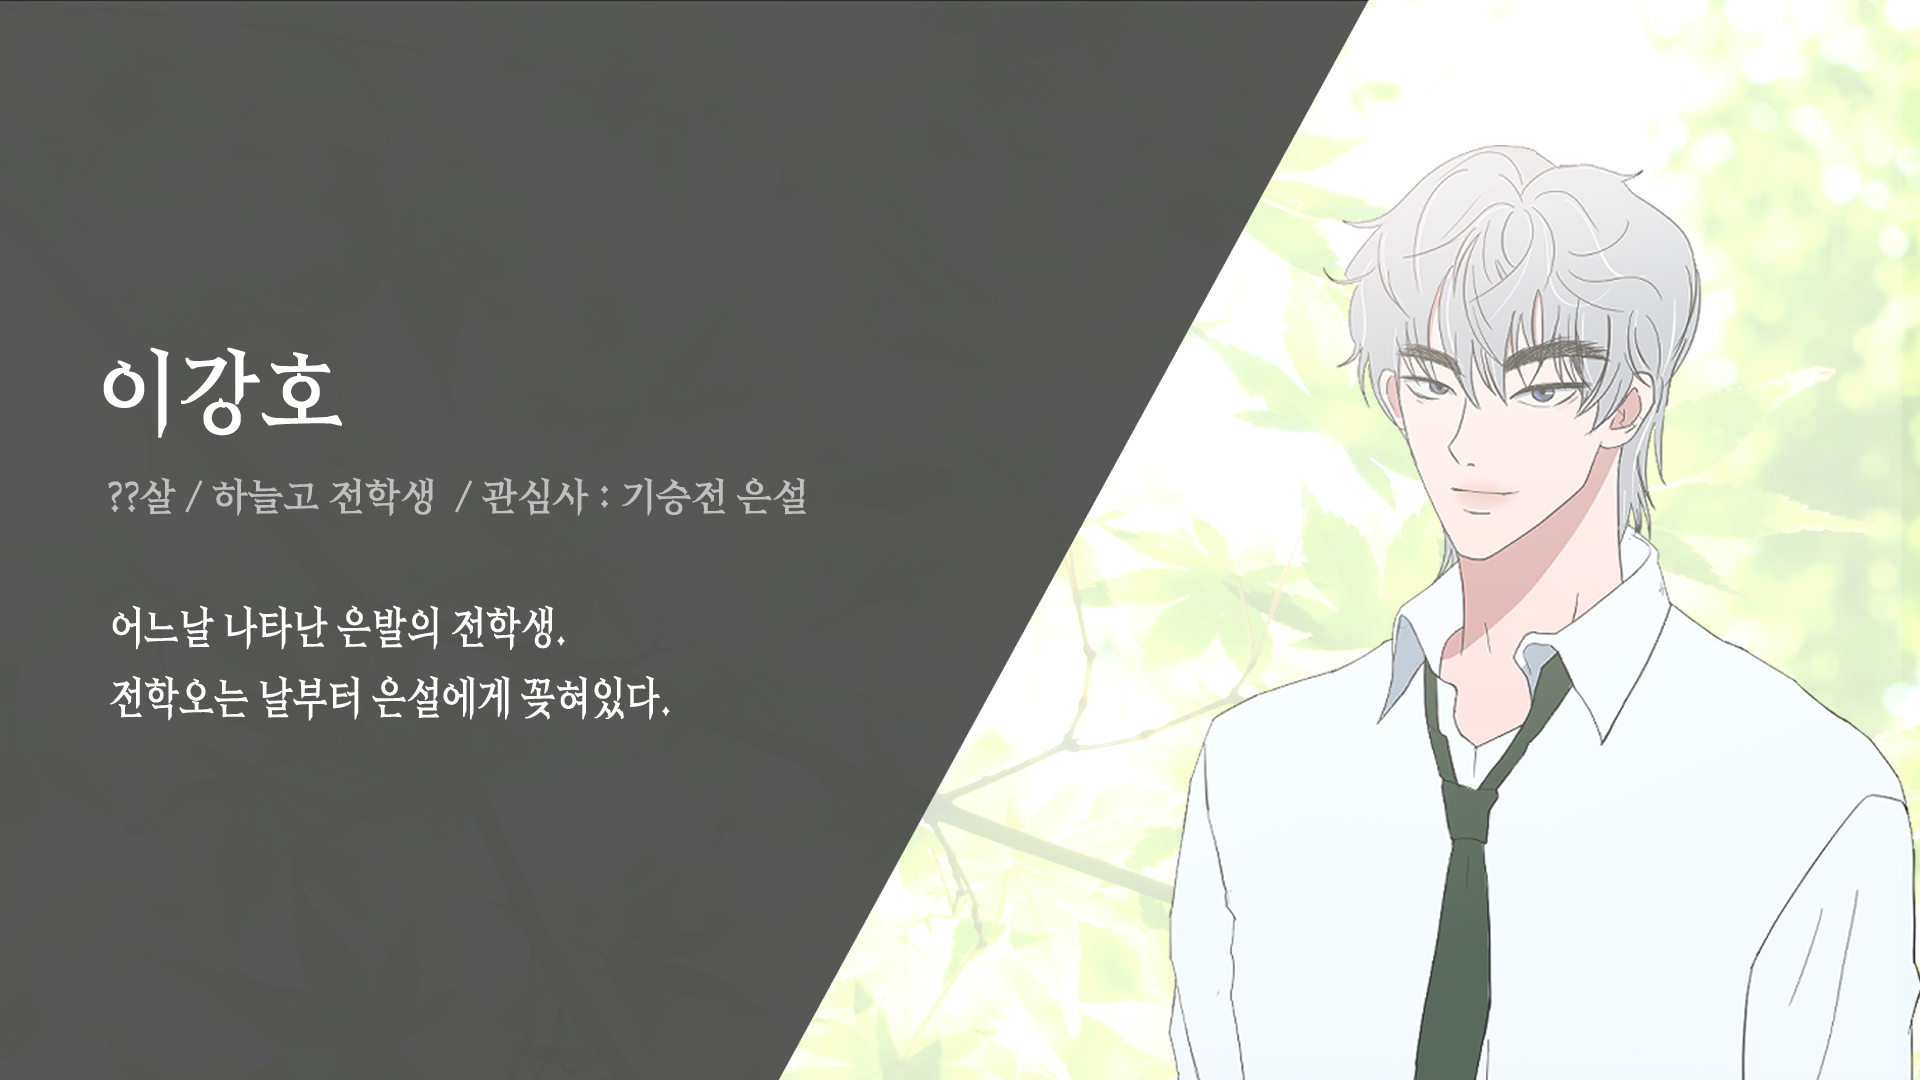 이강호
??살 / 하늘고 전학생 / 관심사 : 기승전 은설
어느날 나타난 은발의 전학생.
전학오는 날부터 은설에게 꽂혀있다.